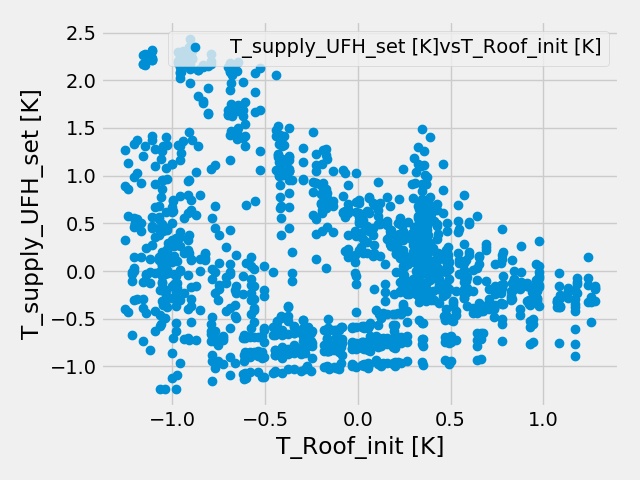 T_supply_UFH_set [K]vsT_Roof_init [K]
2.5
2.0
1.5
1.0
0.5
0.0
−0.5
−1.0
T_supply_UFH_set [K]
−1.0 −0.5 0.0 0.5 1.0
T_Roof_init [K]